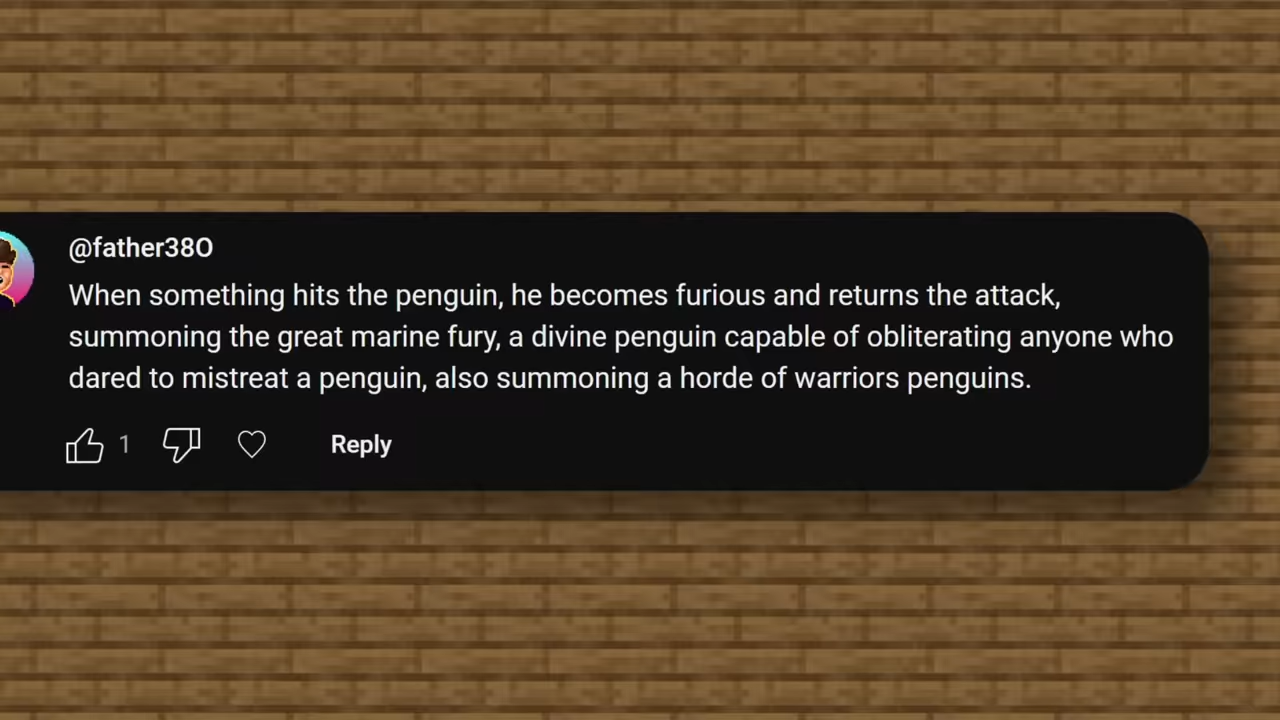 @father38O
When something hits the penguin, he becomes furious and returns the attack,
summoning the great marine fury, a divine penguin capable of obliterating anyone who
dared to mistreat a penguin, also summoning a horde of warriors penguins.
1
Reply